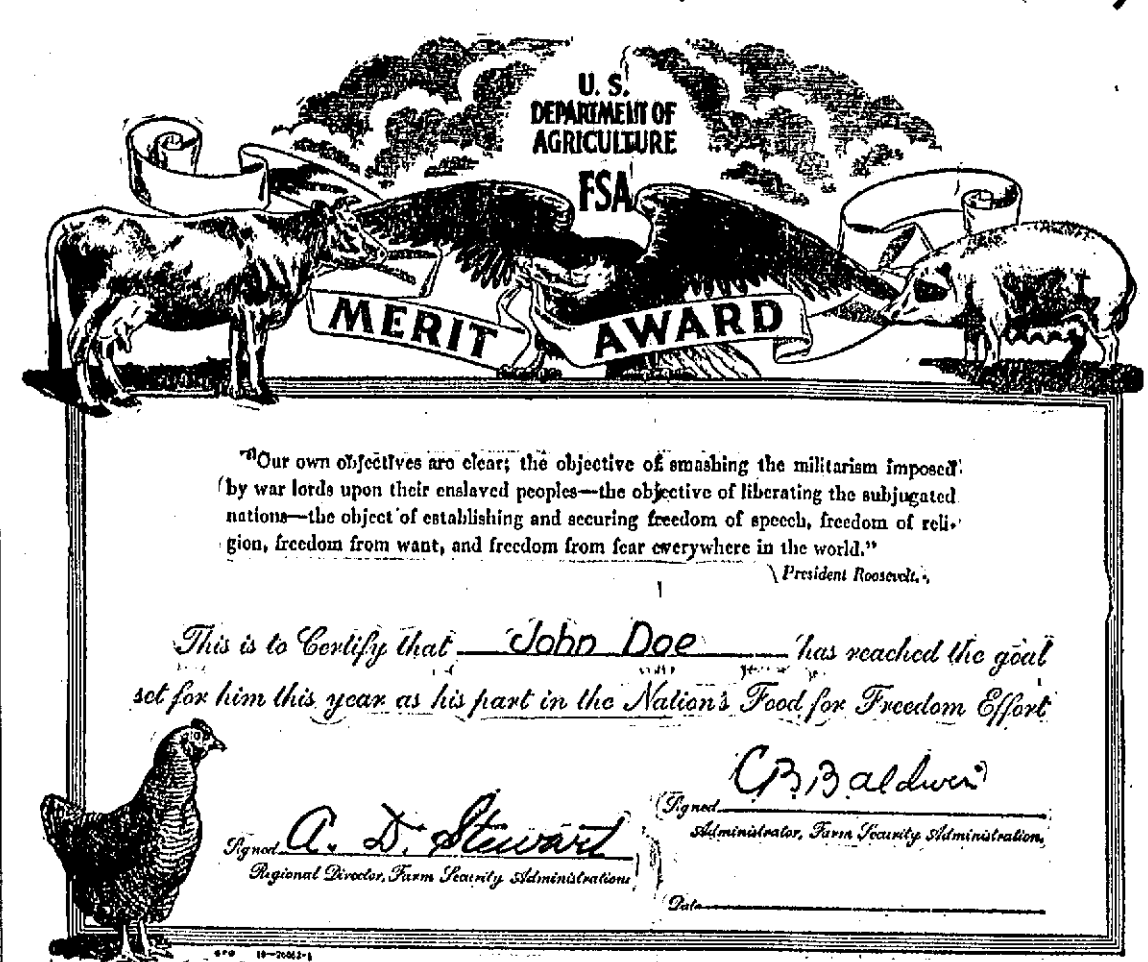 U. S.
DEPARTMENT OF
AGRICULTURE
FSA
MERIT AWARD
"Our own objectives are clear; the objective of smashing the militarism imposed
by war lords upon their enslaved peoples—the objective of liberating the subjugated
nations—the object of establishing and securing freedom of speech, freedom of reli-
gion, freedom from want, and freedom from fear everywhere in the world."
President Roosevelt.
This is to Certify that John Doe has reached the goal
set for him this year as his part in the Nation's Food for Freedom Effort
Signed C. B. Baldwin
Administrator, Farm Security Administration
Signed A. D. Stewart
Regional Director, Farm Security Administration
Date
GPO